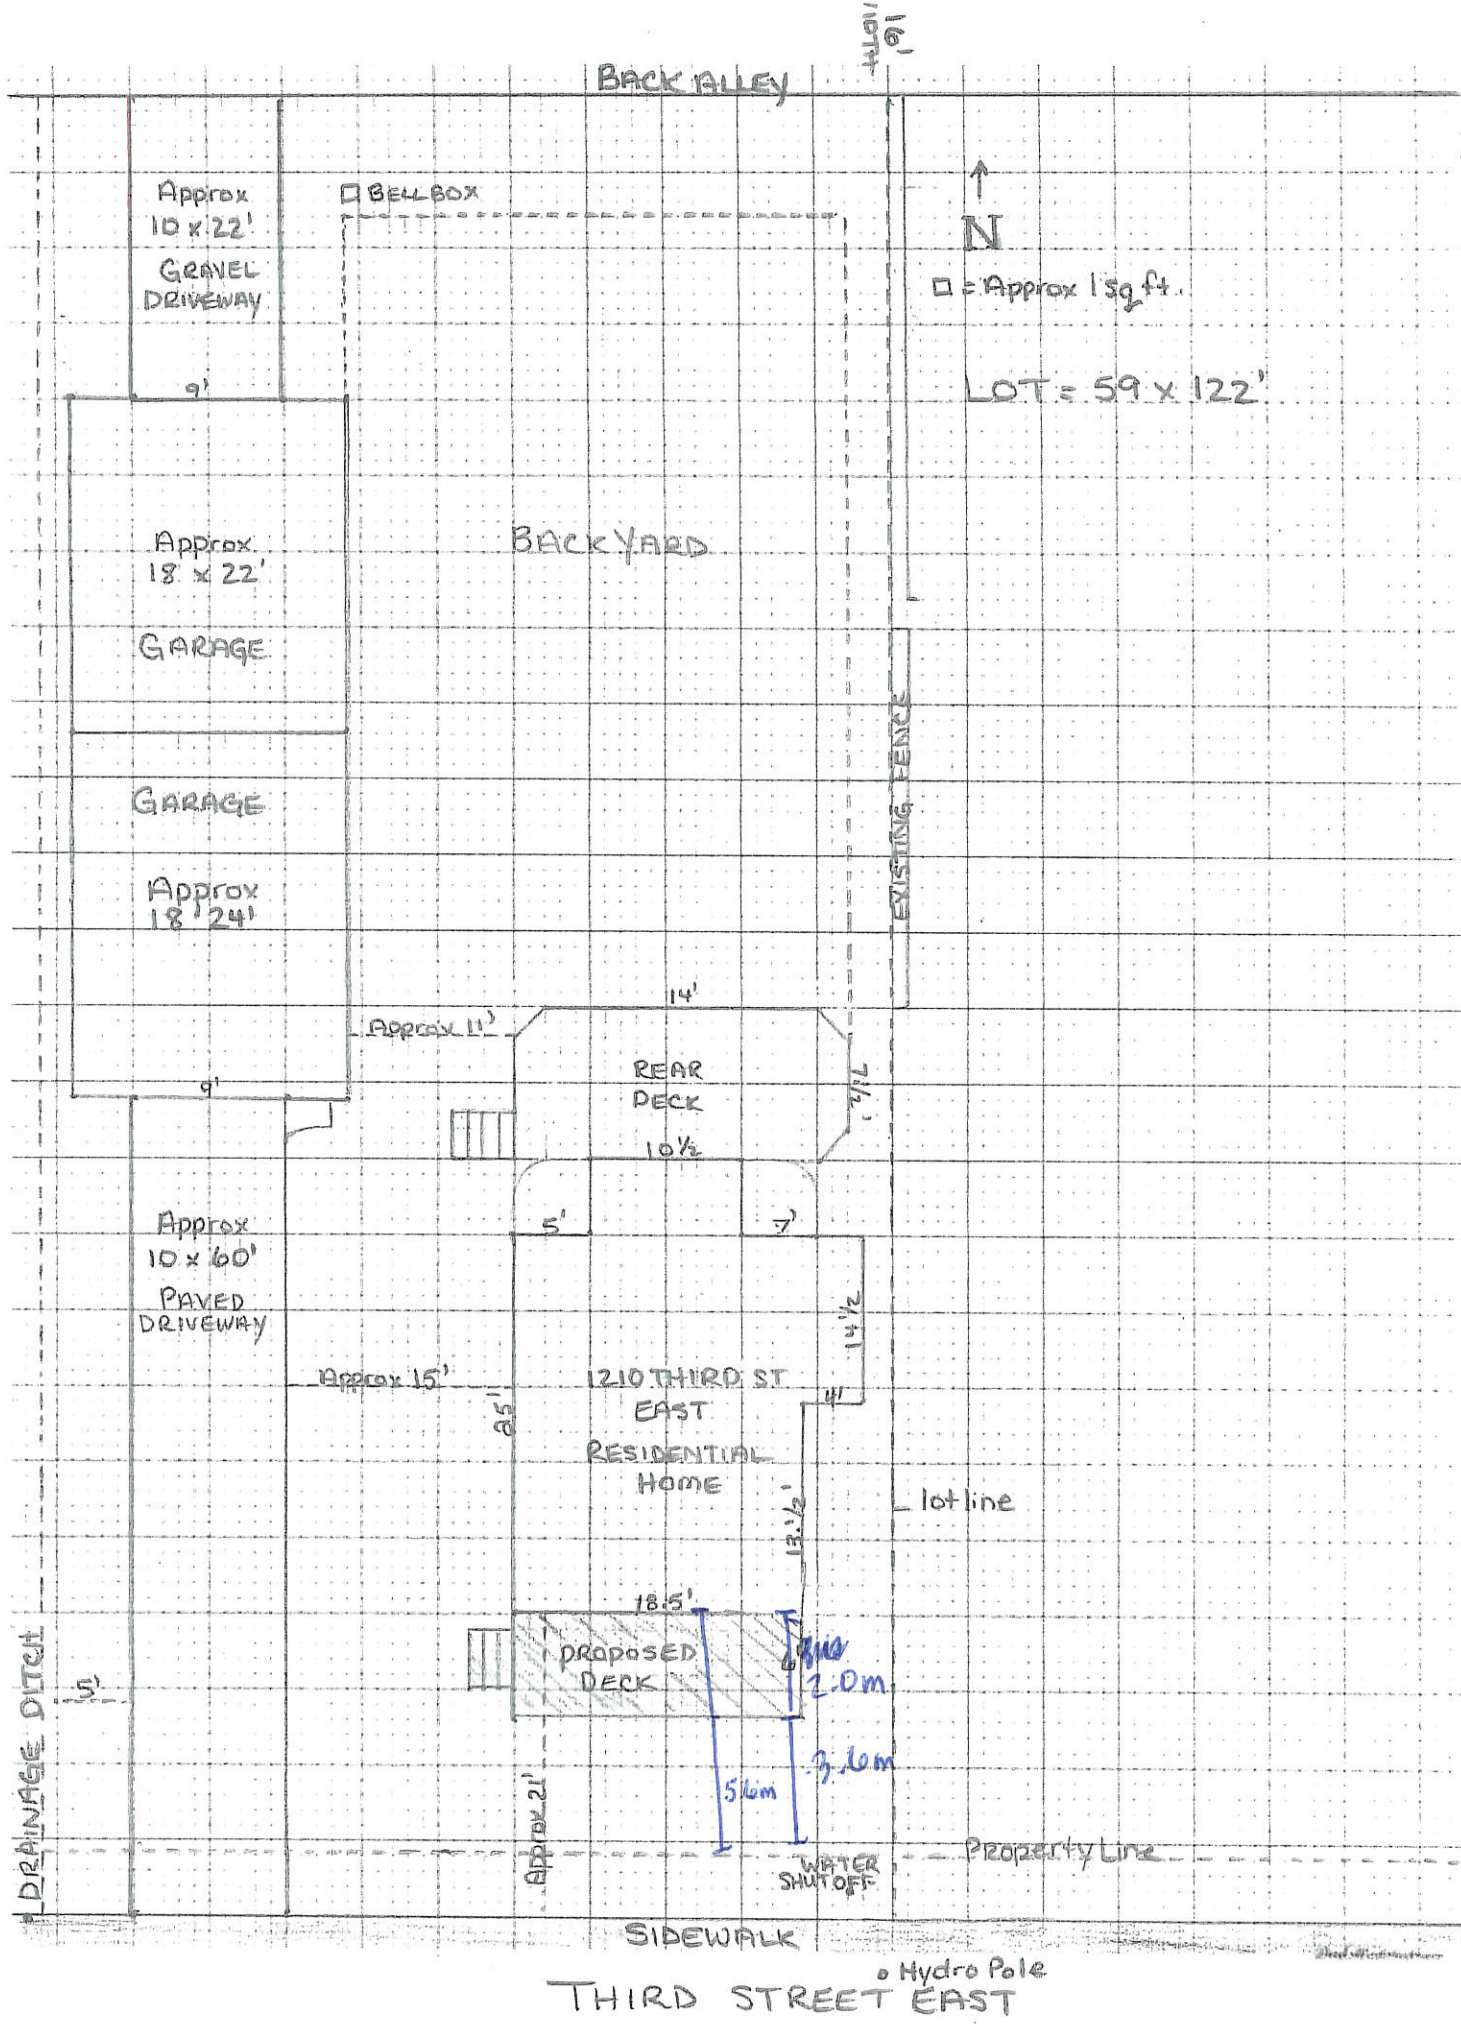 16'
BACK ALLEY
Approx
10 x 22'
GRAVEL
DRIVEWAY
BELLBOX
N
□ = Approx 1 sq ft.
LOT = 59 x 122'
9'
Approx
18 x 22'
GARAGE
BACKYARD
GARAGE
Approx
18 24'
EXISTING FENCE
14'
Approx 11'
REAR
DECK
7 1/2'
9'
10 1/2
5'
7'
Approx
10 x 60'
PAVED
DRIVEWAY
14 1/2
Approx 15'
25'
1210 THIRD ST
EAST
4'
RESIDENTIAL
HOME
13 1/2'
lot line
18.5'
PROPOSED
DECK
2.0m
5'
DRAINAGE DITCH
3.6m
5.6m
Approx 21'
Property Line
WATER
SHUTOFF
SIDEWALK
Hydro Pole
THIRD STREET EAST